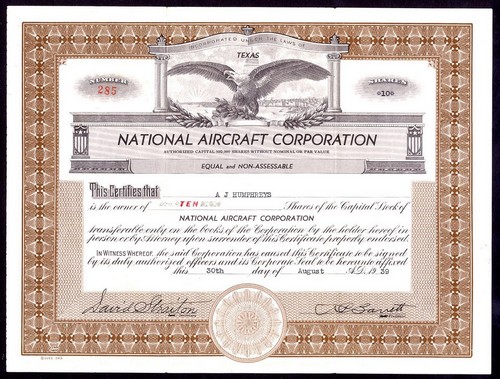 INCORPORATED UNDER THE LAWS OF
TEXAS
NUMBER
285
SHARES
*10*
NATIONAL AIRCRAFT CORPORATION
AUTHORIZED CAPITAL SHARES WITHOUT NOMINAL OR PAR VALUE
EQUAL and NON-ASSESSABLE
This Certifies that A J HUMPHREYS
is the owner of TEN Shares of the Capital Stock of
NATIONAL AIRCRAFT CORPORATION
transferable only on the books of the Corporation by the holder hereof in
person or by Attorney upon surrender of this Certificate properly endorsed.
IN WITNESS WHEREOF, the said Corporation has caused this Certificate to be signed
by its duly authorized officers and its Corporate Seal to be hereunto affixed
this 30th day of August A.D. 1939
David Straiton
Garrett